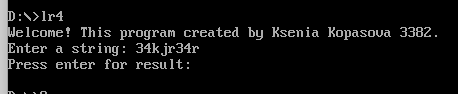 D:\>lr4
Welcome! This program created by Ksenia Kopasova 3382.
Enter a string: 34kjr34r
Press enter for result: